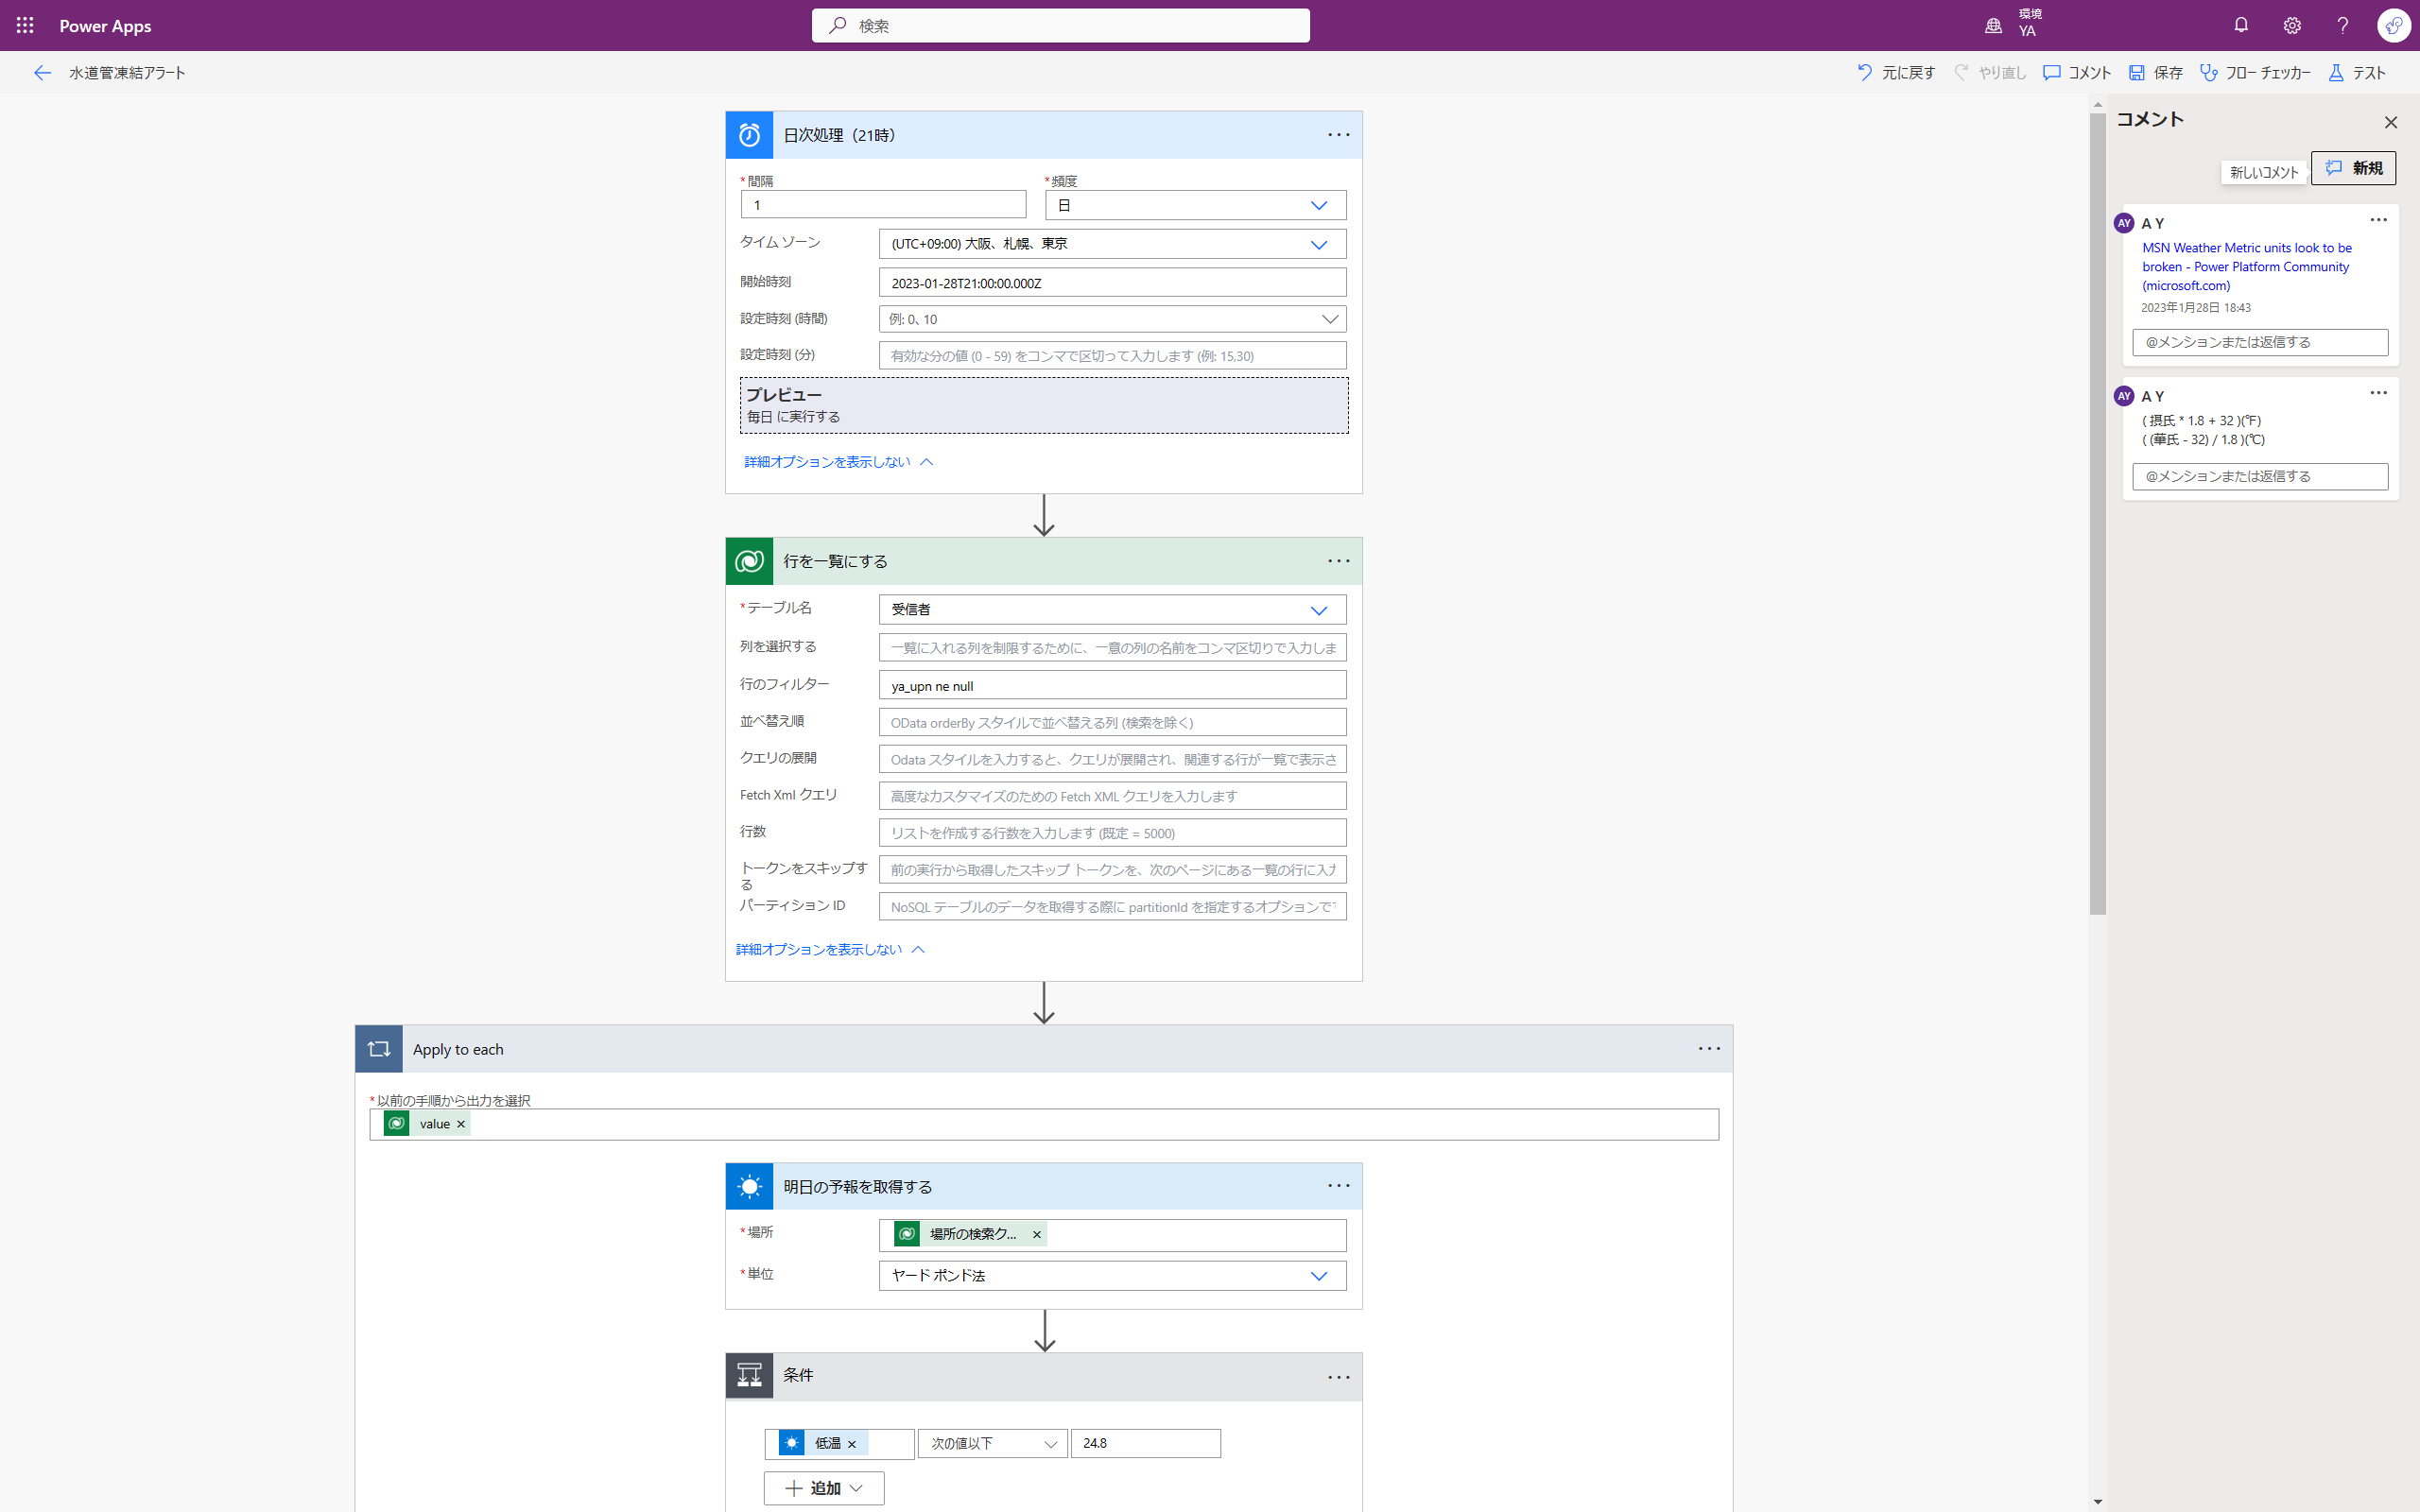 Power Apps
検索
環境
YA
水道管凍結アラート
元に戻す
やり直し
コメント
保存
フロー チェッカー
テスト
日次処理（21時）
*間隔
*頻度
1
日
タイム ゾーン
(UTC+09:00) 大阪、札幌、東京
開始時刻
2023-01-28T21:00:00.000Z
設定時刻 (時間)
例: 0、10
設定時刻 (分)
有効な分の値 (0 - 59) をコンマで区切って入力します (例: 15,30)
プレビュー
毎日 に実行する
詳細オプションを表示しない
行を一覧にする
*テーブル名
受信者
列を選択する
一覧に入れる列を制限するために、一意の列の名前をコンマ区切りで入力しま
行のフィルター
ya_upn ne null
並べ替え順
OData orderBy スタイルで並べ替える列 (検索を除く)
クエリの展開
Odata スタイルを入力すると、クエリが展開され、関連する行が一覧で表示さ
Fetch Xml クエリ
高度なカスタマイズのための Fetch XML クエリを入力します
行数
リストを作成する行数を入力します (既定 = 5000)
トークンをスキップす
る
前の実行から取得したスキップ トークンを、次のページにある一覧の行に入力
パーティション ID
NoSQL テーブルのデータを取得する際に partitionId を指定するオプションで
詳細オプションを表示しない
Apply to each
*以前の手順から出力を選択
value
明日の予報を取得する
*場所
場所の検索ク...
*単位
ヤード ポンド法
条件
低温
次の値以下
24.8
追加
コメント
新しいコメント
新規
AY
A Y
MSN Weather Metric units look to be
broken - Power Platform Community
(microsoft.com)
2023年1月28日 18:43
@メンションまたは返信する
AY
A Y
( 摂氏 * 1.8 + 32 )(℉)
( (華氏 - 32) / 1.8 )(℃)
@メンションまたは返信する